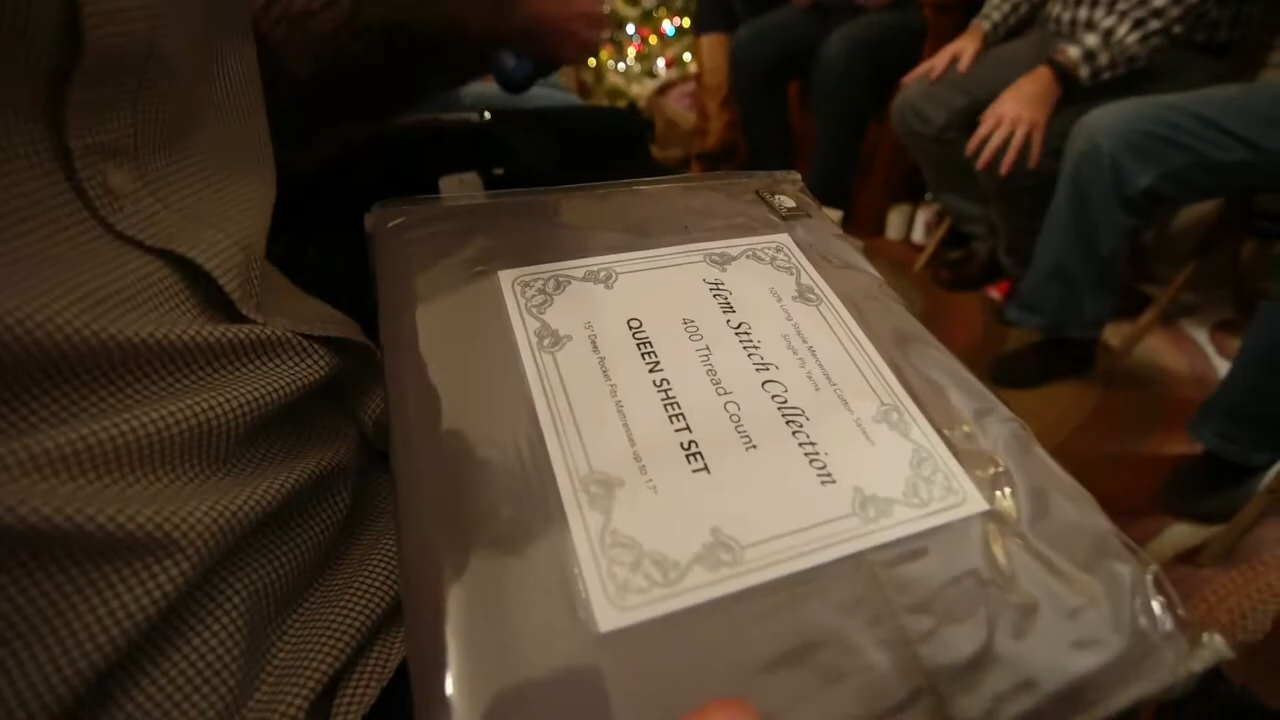 100% Long Staple Mercerized Cotton Sateen
Single Ply Yarns
Hem Stitch Collection
400 Thread Count
QUEEN SHEET SET
15" Deep Pocket Fits Mattresses up to 17"